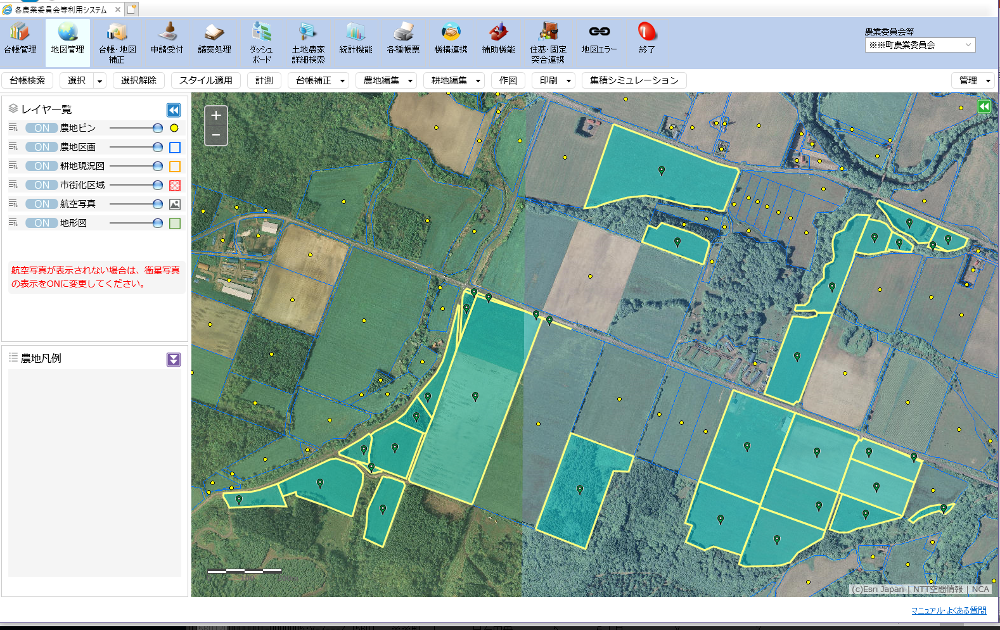 各農業委員会等利用システム
台帳管理
地図管理
台帳・地図
補正
申請受付
議案処理
ダッシュ
ボード
土地農家
詳細検索
統計機能
各種帳票
機構連携
補助機能
住基・固定
突合連携
地図エラー
終了
農業委員会等
※※町農業委員会
台帳検索
選択
選択解除
スタイル適用
計測
台帳補正
農地編集
耕地編集
作図
印刷
集積シミュレーション
管理
レイヤ一覧
ON 農地ピン
ON 農地区画
ON 耕地現況図
ON 市街化区域
ON 航空写真
ON 地形図
航空写真が表示されない場合は、衛星写真
の表示をONに変更してください。
農地凡例
+
−
(c)Esri Japan | NTT空間情報 | NCA
マニュアル・よくある質問